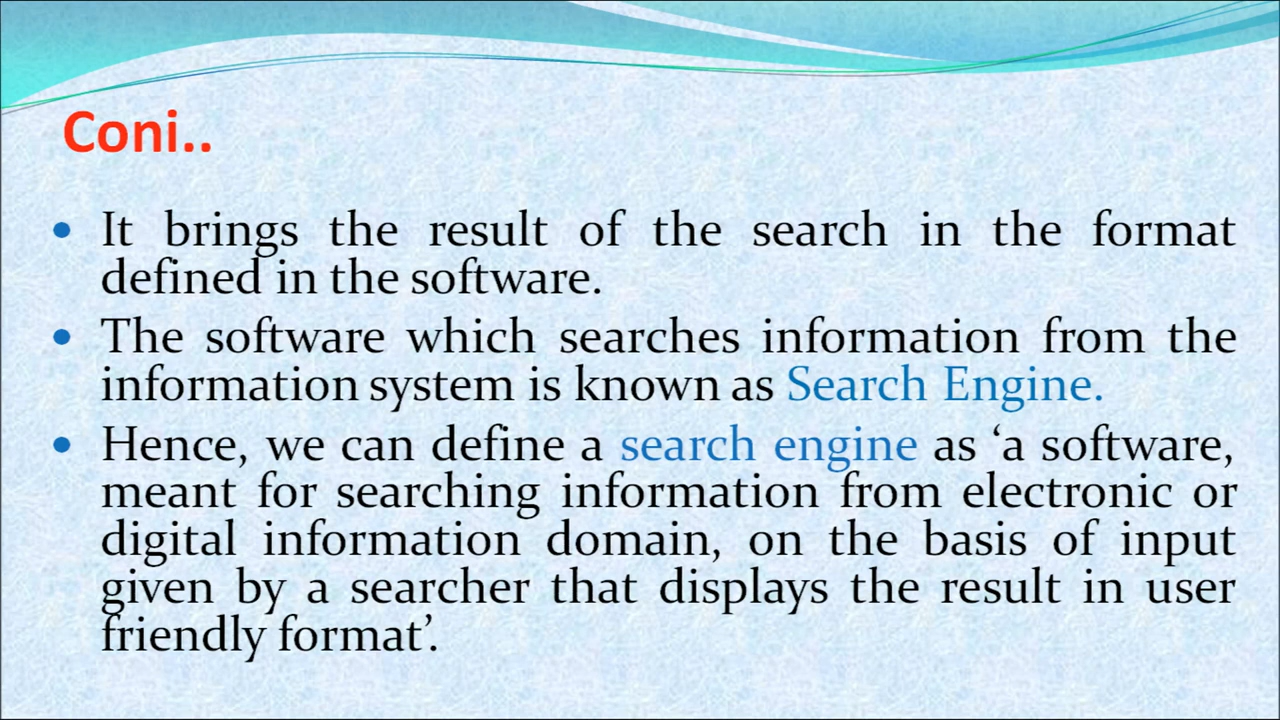 Coni..
• It brings the result of the search in the format
defined in the software.
• The software which searches information from the
information system is known as Search Engine.
• Hence, we can define a search engine as ‘a software,
meant for searching information from electronic or
digital information domain, on the basis of input
given by a searcher that displays the result in user
friendly format’.